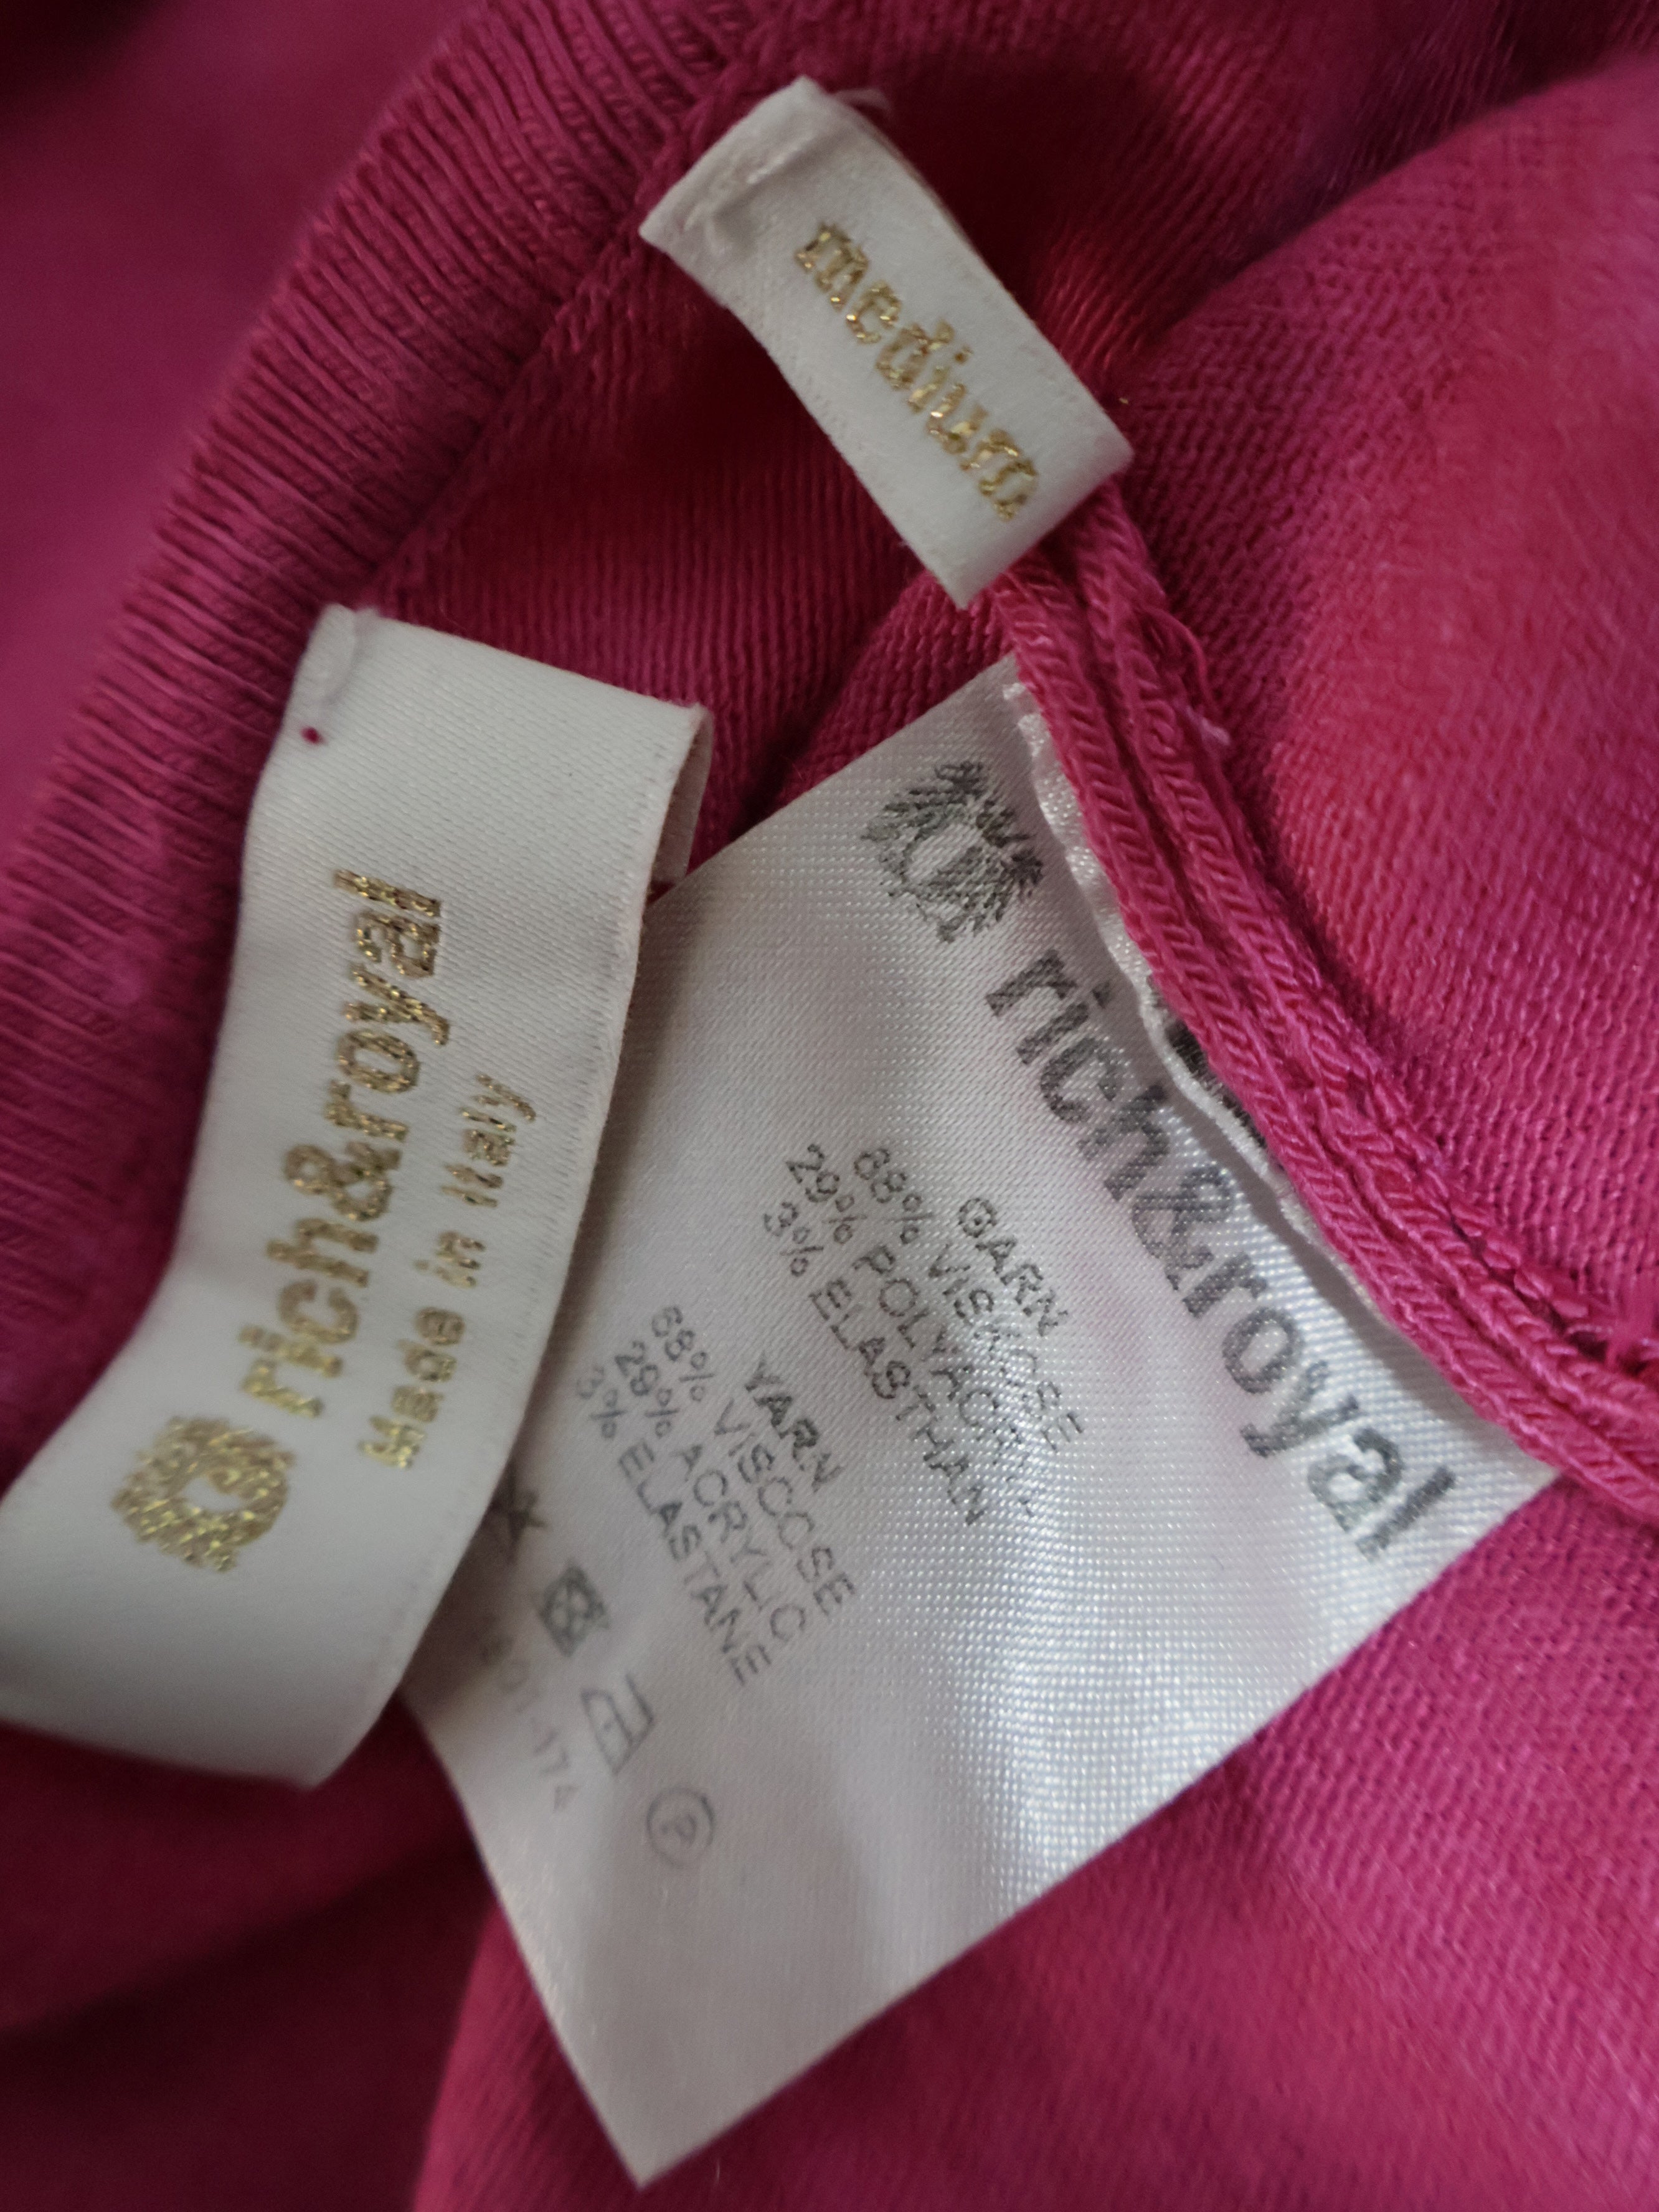 medium
rich&royal
Made in Italy
rich&royal
GARN
68% VISKOSE
29% POLYACRYL
3% ELASTHAN
YARN
68% VISCOSE
29% ACRYLIC
3% ELASTANE
P